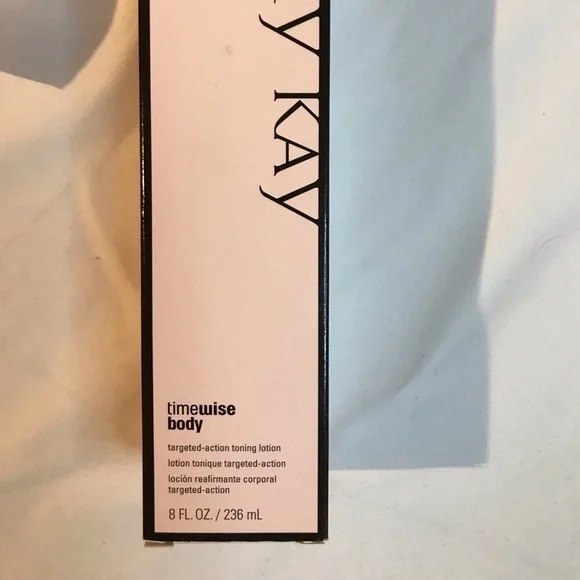 Y KAY
timewise
body
targeted-action toning lotion
lotion tonique targeted-action
loción reafirmante corporal
targeted-action
8 FL. OZ. / 236 mL